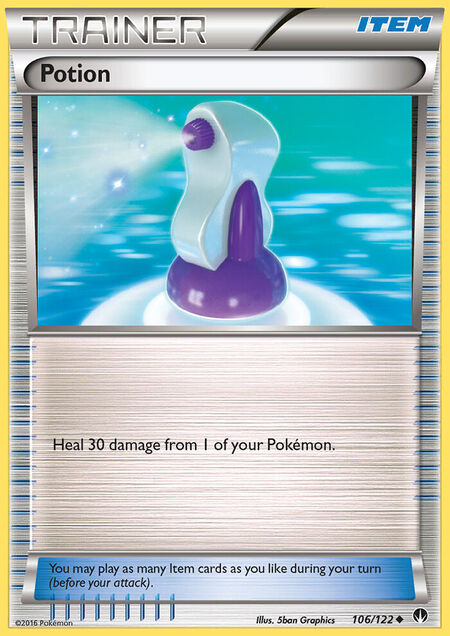 TRAINER
ITEM
Potion
Heal 30 damage from 1 of your Pokémon.
You may play as many Item cards as you like during your turn
(before your attack).
©2016 Pokémon
Illus. 5ban Graphics
106/122